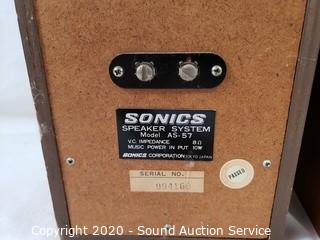 SONICS
SPEAKER SYSTEM
Model AS-57
V.C. IMPEDANCE 8Ω
MUSIC POWER IN PUT 10W
SONICS CORPORATION TOKYO JAPAN
SERIAL NO.
PASSED
Copyright 2020 - Sound Auction Service